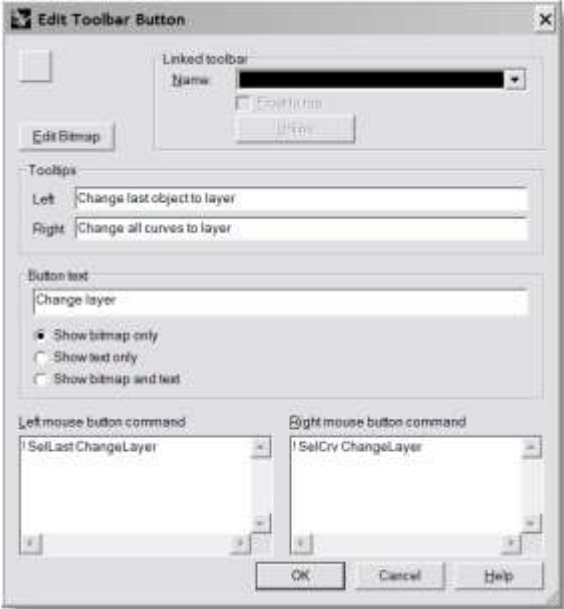 Edit Toolbar Button
Linked toolbar
Name:
Edit Bitmap
Tooltips
Left Change last object to layer
Right Change all curves to layer
Button text
Change layer
Show bitmap only
Show text only
Show bitmap and text
Left mouse button command
! SelLast ChangeLayer
Right mouse button command
! SelCrv ChangeLayer
OK Cancel Help